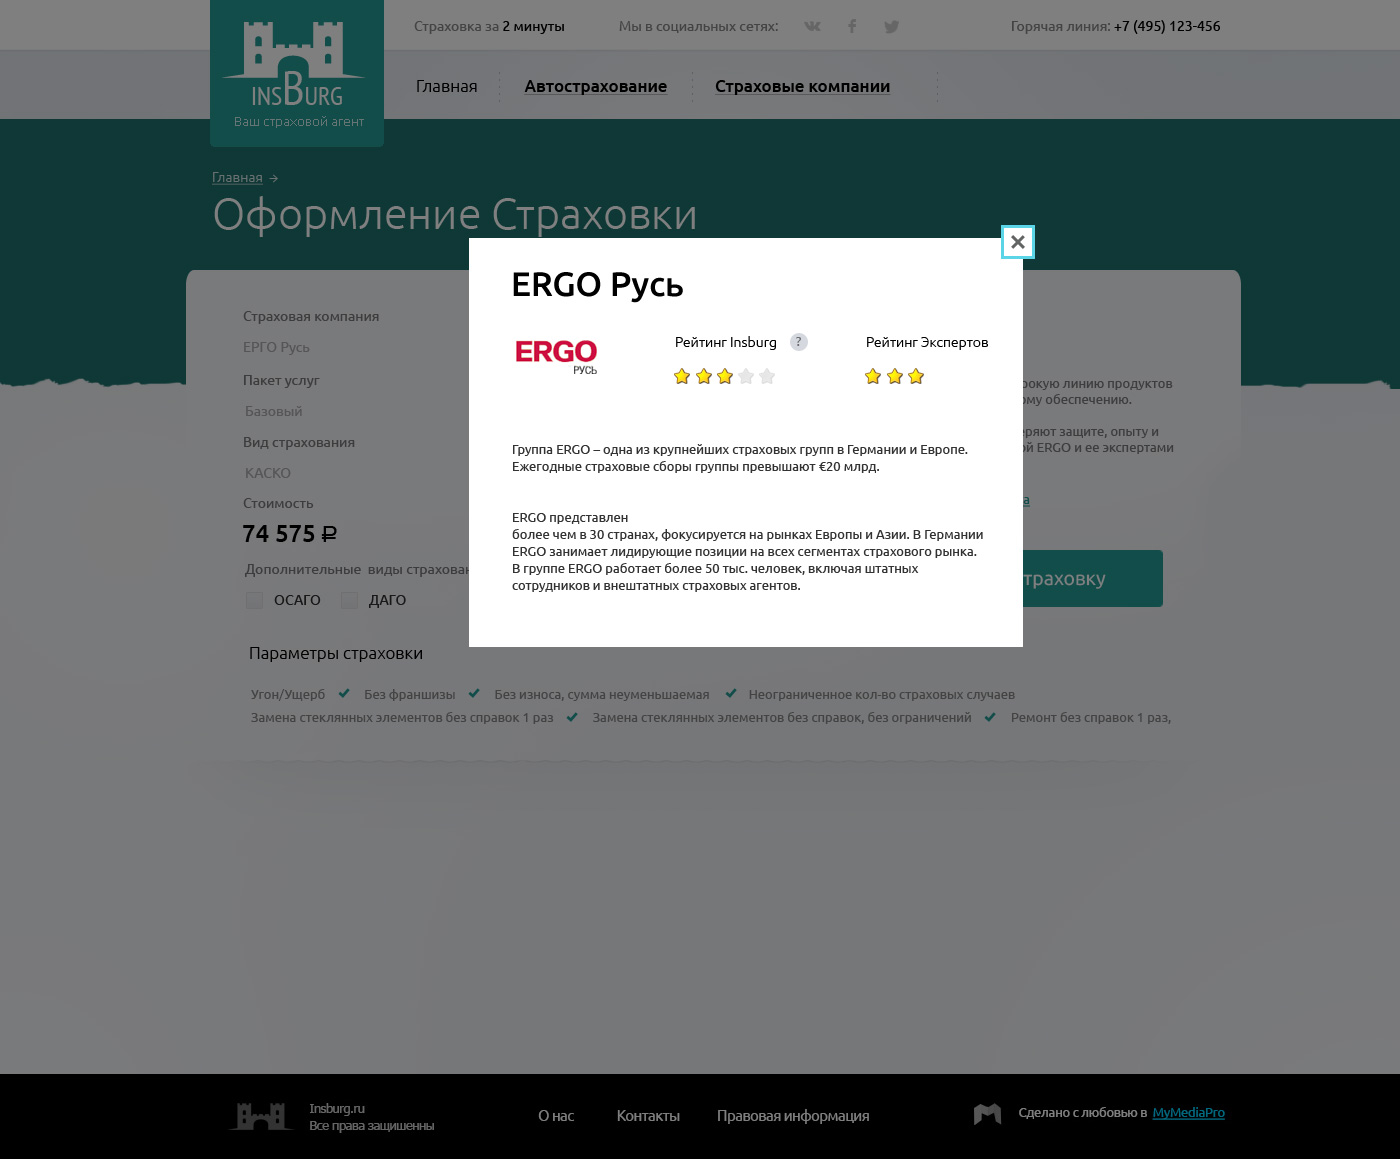 Страховка за 2 минуты
Мы в социальных сетях:
Горячая линия: +7 (495) 123-456
INSBURG
Ваш страховой агент
Главная
Автострахование
Страховые компании
Главная →
Оформление Страховки
Страховая компания
ЕРГО Русь
Пакет услуг
Базовый
Вид страхования
КАСКО
Стоимость
74 575 ₽
Дополнительные виды
ОСАГО
ДАГО
линию продуктов
обеспечению.
защите, опыту и
ERGO и ее экспертами
ERGO Русь
ERGO
РУСЬ
Рейтинг Insburg ?
Рейтинг Экспертов
Группа ERGO – одна из крупнейших страховых групп в Германии и Европе.
Ежегодные страховые сборы группы превышают €20 млрд.
ERGO представлен
более чем в 30 странах, фокусируется на рынках Европы и Азии. В Германии
ERGO занимает лидирующие позиции на всех сегментах страхового рынка.
В группе ERGO работает более 50 тыс. человек, включая штатных
сотрудников и внештатных страховых агентов.
Параметры страховки
Угон/Ущерб
Без франшизы
Без износа, сумма неуменьшаемая
Неограниченное кол-во страховых случаев
Замена стеклянных элементов без справок 1 раз
Замена стеклянных элементов без справок, без ограничений
Ремонт без справок 1 раз,
Insburg.ru
Все права защишенны
О нас
Контакты
Правовая информация
Сделано с любовью в MyMediaPro